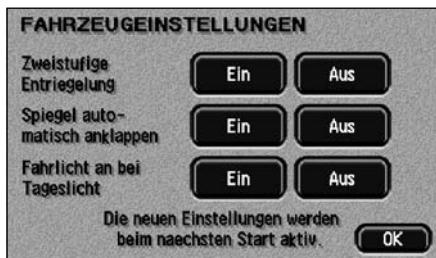 FAHRZEUGEINSTELLUNGEN
Zweistufige
Entriegelung
Ein
Aus
Spiegel auto-
matisch anklappen
Ein
Aus
Fahrlicht an bei
Tageslicht
Ein
Aus
Die neuen Einstellungen werden
beim naechsten Start aktiv.
OK